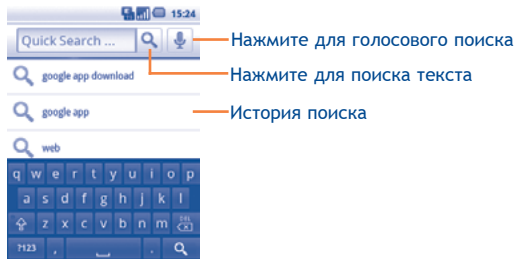 15:24
Quick Search ...
Нажмите для голосового поиска
google app download
Нажмите для поиска текста
google app
История поиска
web
q w e r t y u i o p
a s d f g h j k l
z x c v b n m DEL
?123 , .